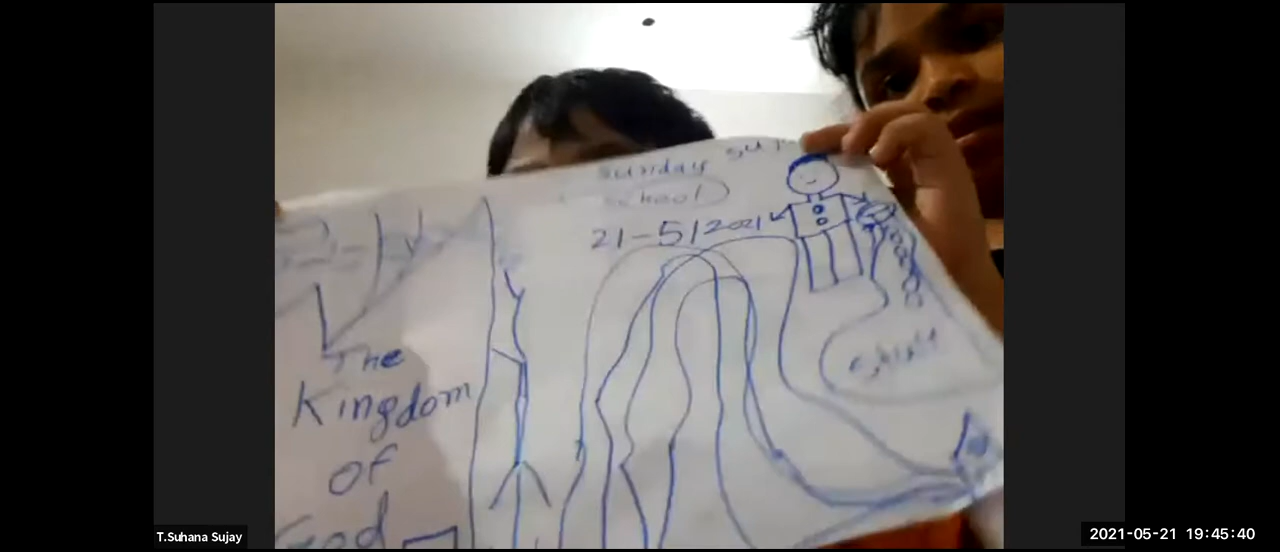 sunday
school
21-5/2021
The
Kingdom
of
God
T.Suhana Sujay
2021-05-21 19:45:40